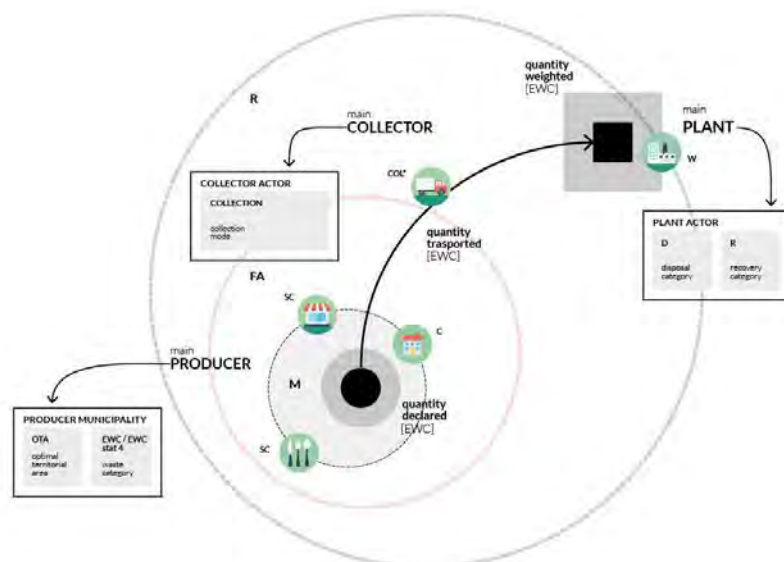 quantity
weighted
[EWC]
R
main
COLLECTOR
main
PLANT
W
COL*
COLLECTOR ACTOR
COLLECTION
collection
mode
quantity
trasported
[EWC]
PLANT ACTOR
D
disposal
category
R
recovery
category
FA
SC
C
main
PRODUCER
M
quantity
declared
[EWC]
PRODUCER MUNICIPALITY
OTA
optimal
territorial
area
EWC / EWC
stat 4
waste
category
SC